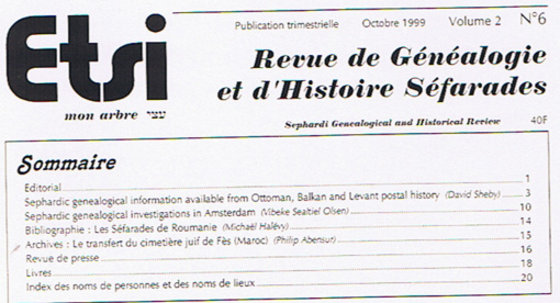 Etsi
mon arbre עצי
Publication trimestrielle Octobre 1999 Volume 2 N°6
Revue de Généalogie
et d'Histoire Séfarades
Sephardi Genealogical and Historical Review 40F
Sommaire
Editorial 1
Sephardic genealogical information available from Ottoman, Balkan and Levant postal history (David Sheby) 3
Sephardic genealogical investigations in Amsterdam (Vibeke Sealtiel Olsen) 10
Bibliographie : Les Séfarades de Roumanie (Michaël Halévy) 14
Archives : Le transfert du cimetière juif de Fès (Maroc) (Philip Abensur) 15
Revue de presse 16
Livres 18
Index des noms de personnes et des noms de lieux 20